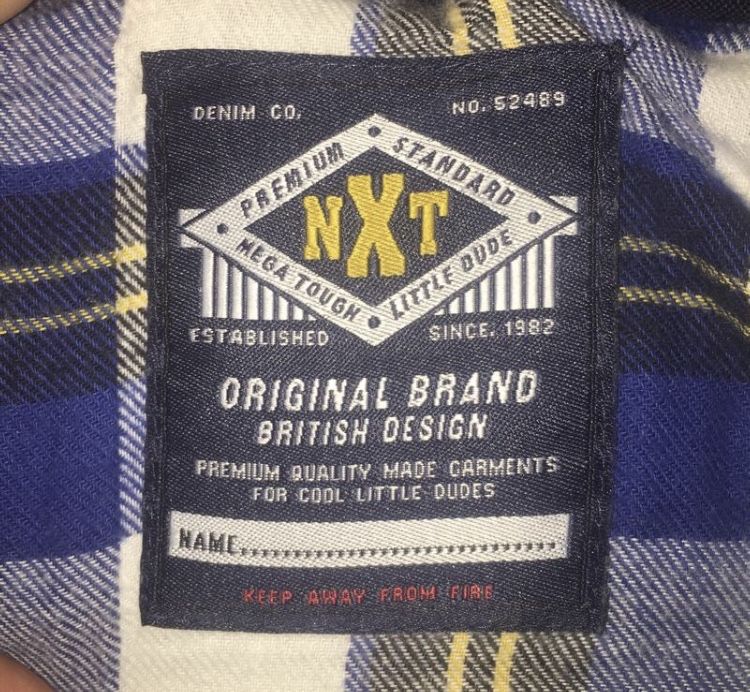 DENIM CO. NO. 52489
PREMIUM STANDARD
NXT
MEGA TOUGH LITTLE DUDE
ESTABLISHED SINCE. 1982
ORIGINAL BRAND
BRITISH DESIGN
PREMIUM QUALITY MADE GARMENTS
FOR COOL LITTLE DUDES
NAME................................
KEEP AWAY FROM FIRE